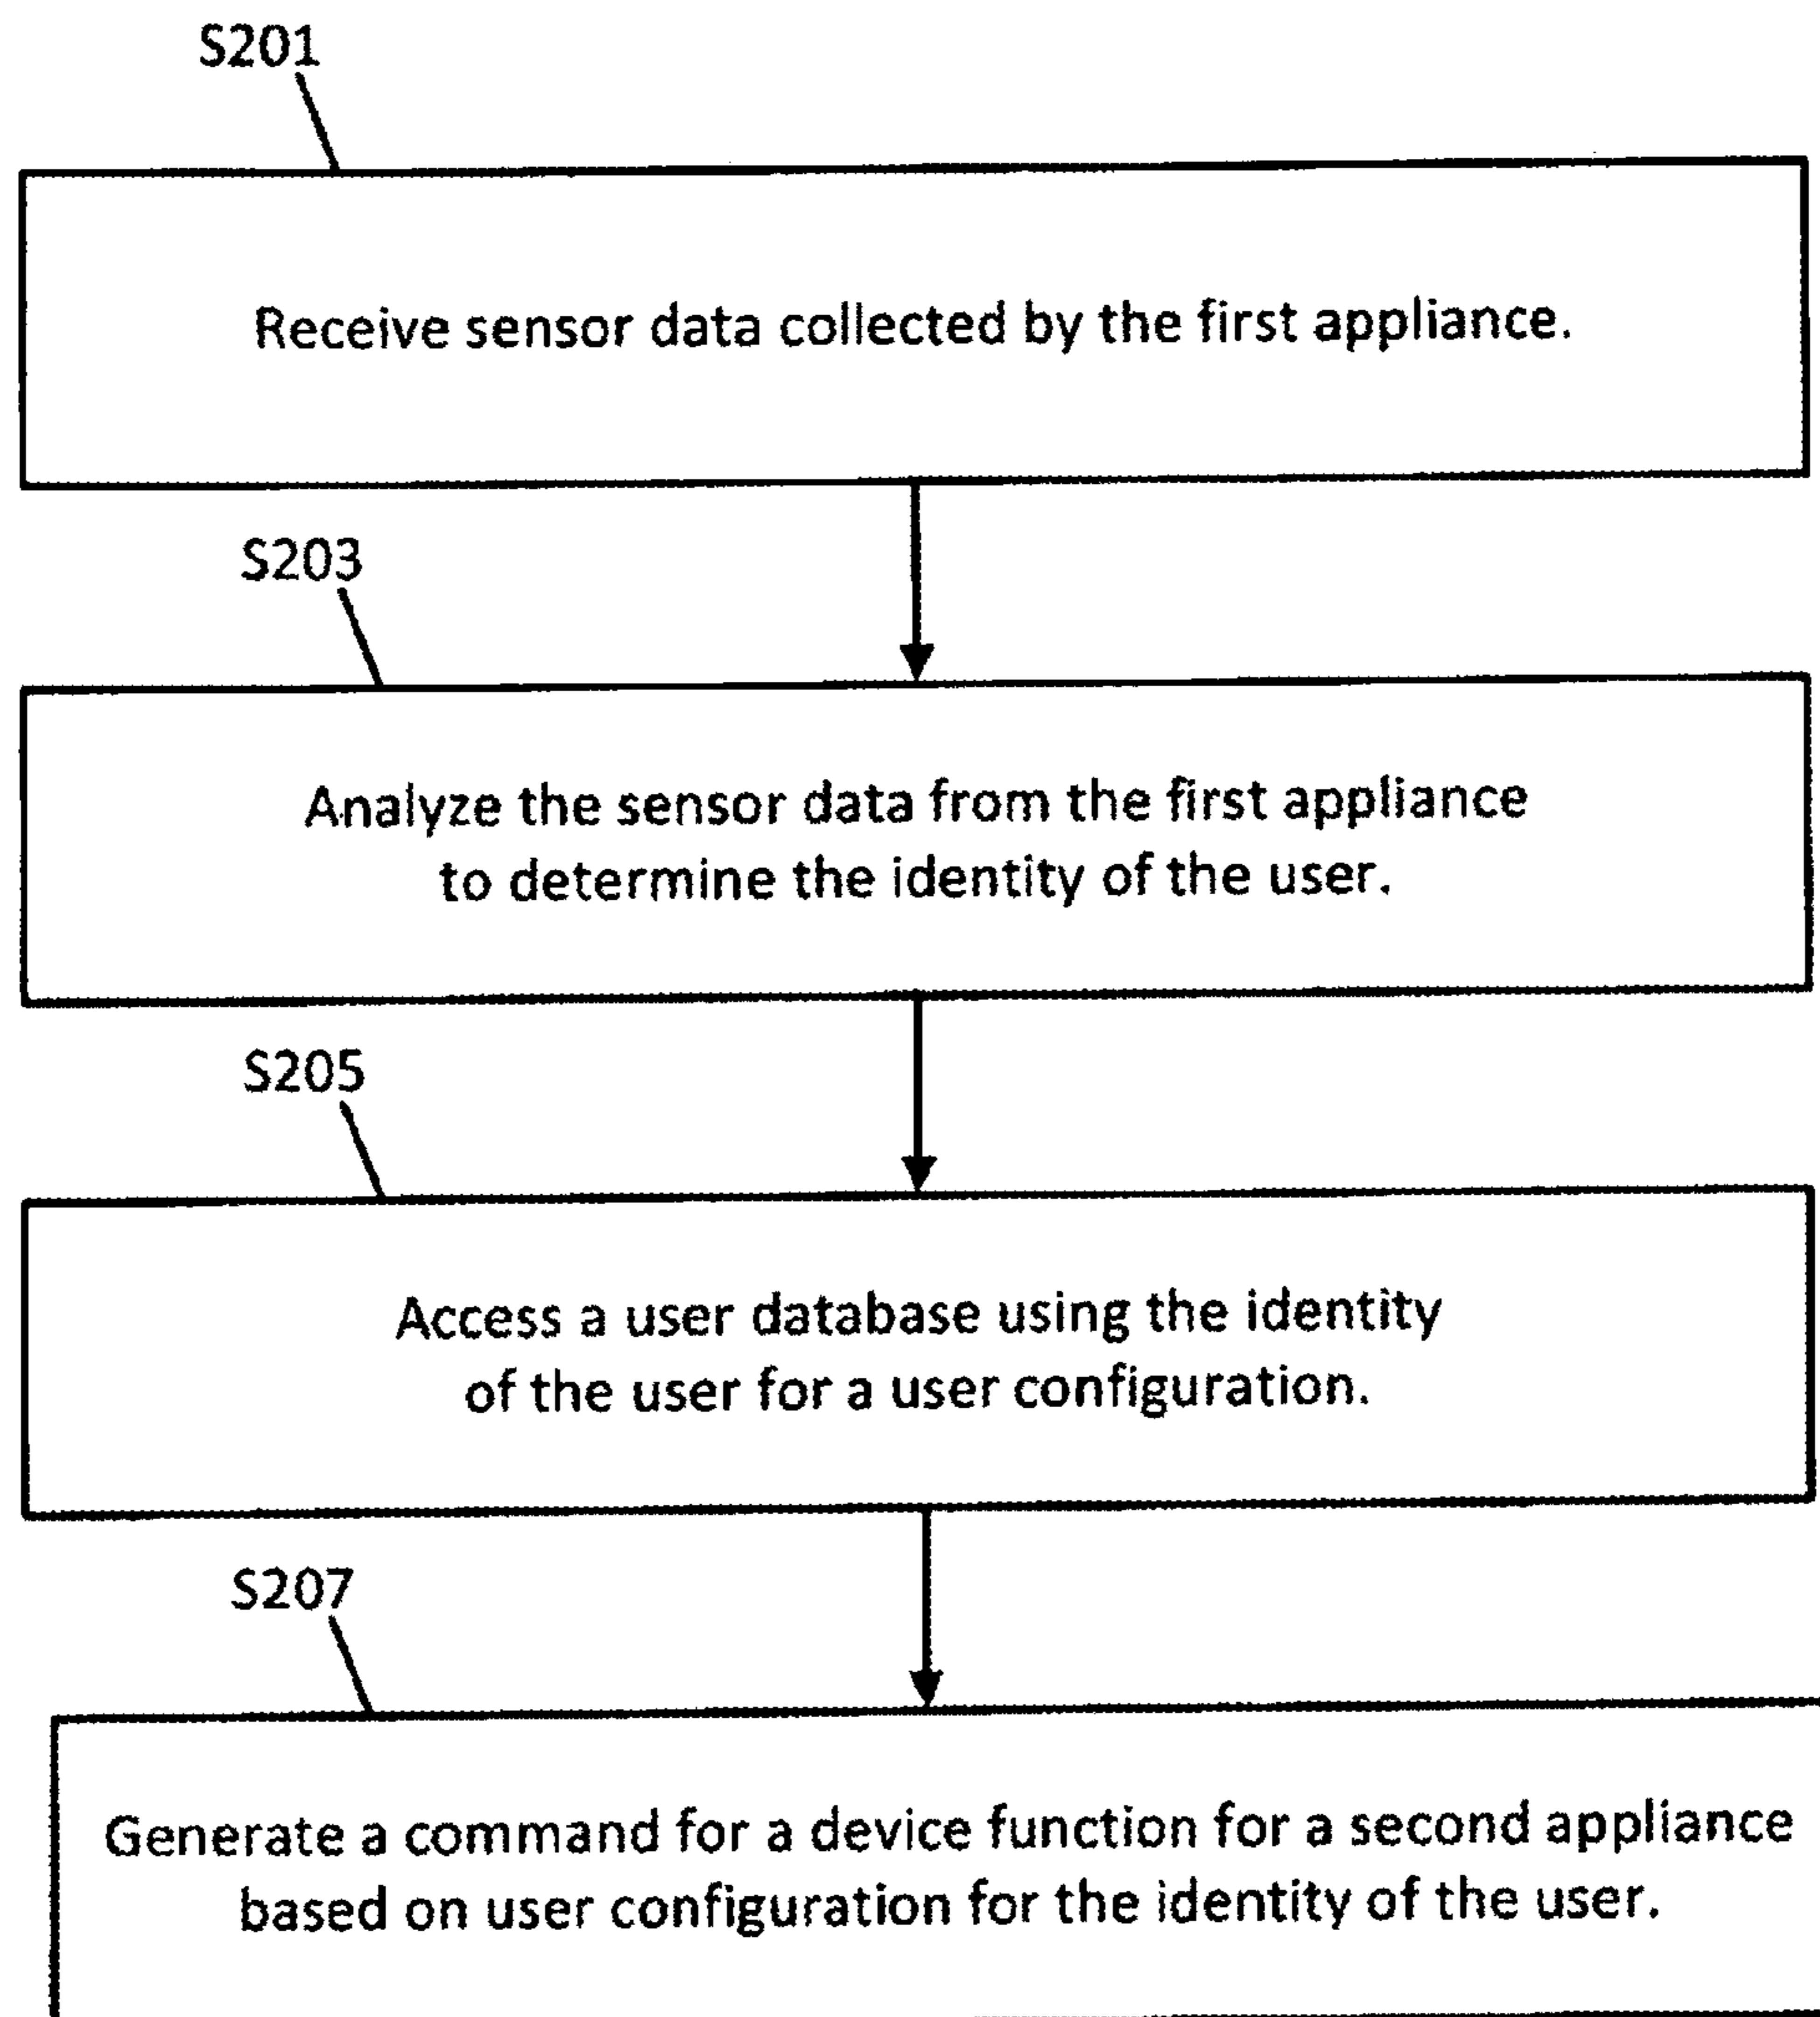 S201
Receive sensor data collected by the first appliance.
S203
Analyze the sensor data from the first appliance
to determine the identity of the user.
S205
Access a user database using the identity
of the user for a user configuration.
S207
Generate a command for a device function for a second appliance
based on user configuration for the identity of the user.